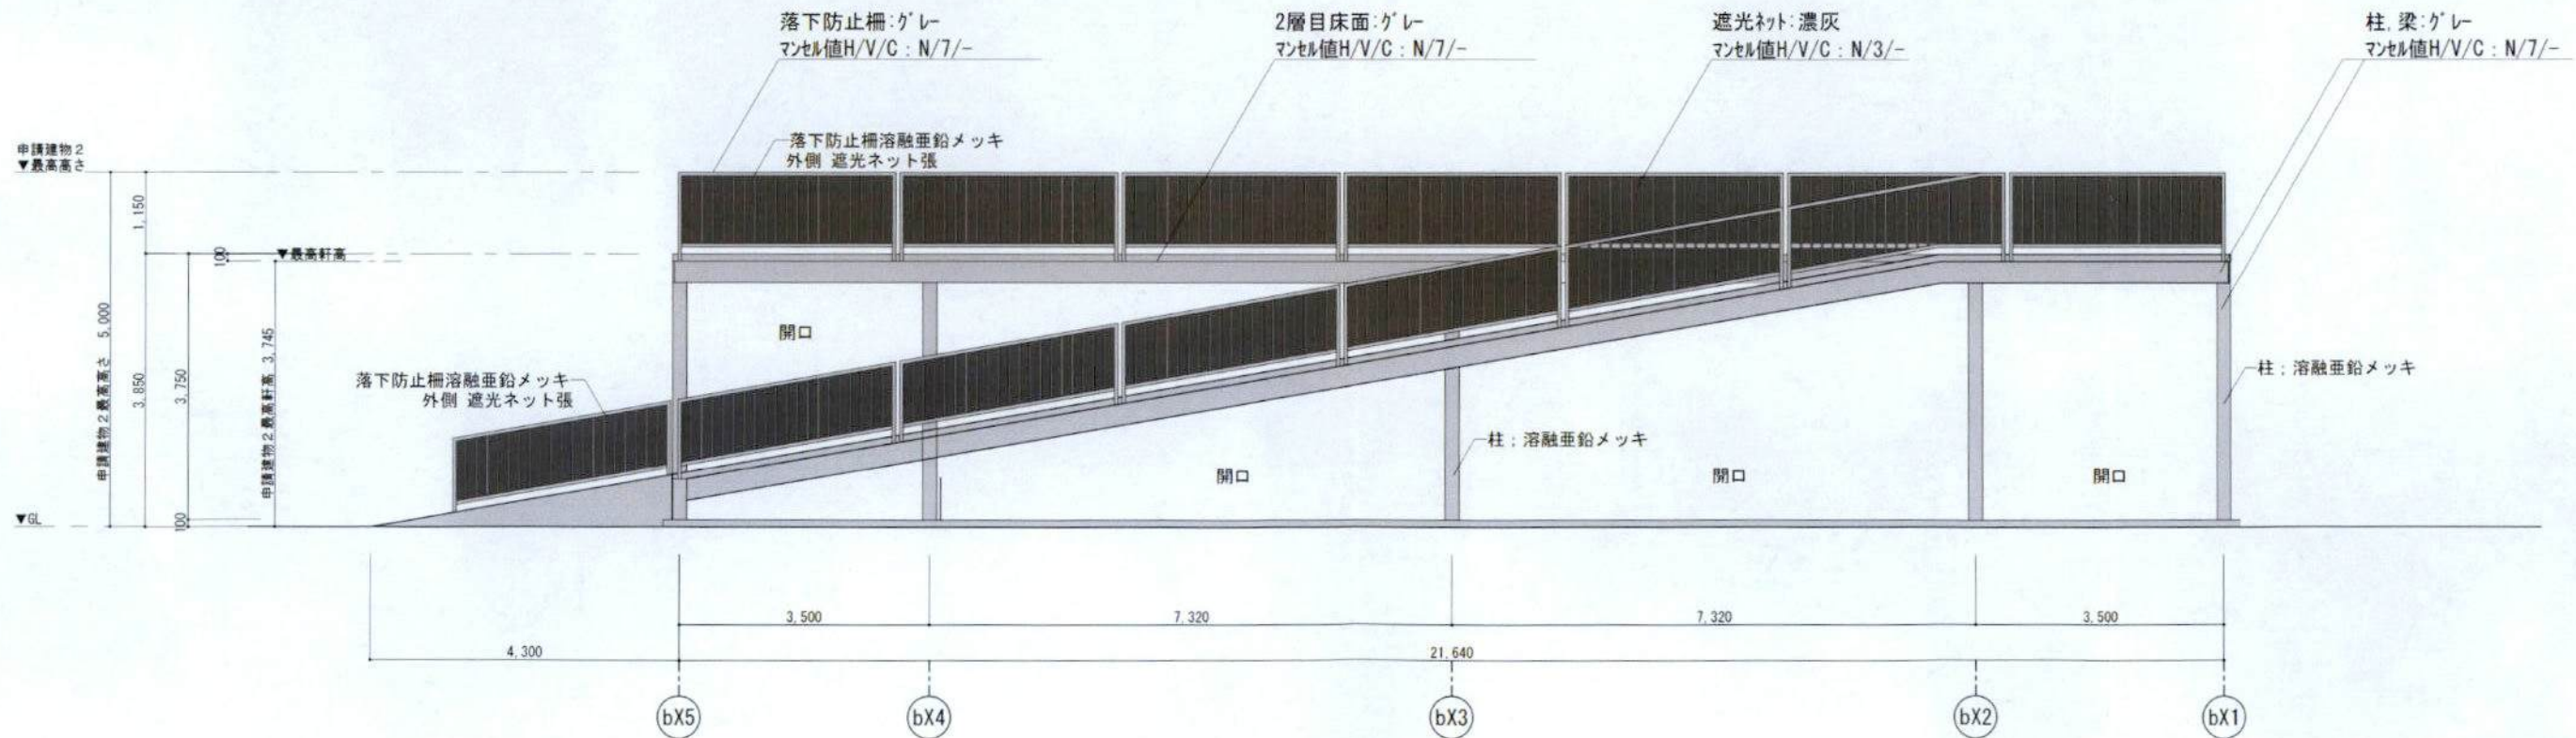 落下防止柵:グレー
マンセル値H/V/C : N/7/-
2層目床面:グレー
マンセル値H/V/C : N/7/-
遮光ネット:濃灰
マンセル値H/V/C : N/3/-
柱,梁:グレー
マンセル値H/V/C : N/7/-
申請建物2
▼最高高さ
落下防止柵溶融亜鉛メッキ
外側 遮光ネット張
1,150
100
▼最高軒高
申請建物2最高高さ 5,000
3,850
3,750
申請建物2最高軒高 3,745
開口
落下防止柵溶融亜鉛メッキ
外側 遮光ネット張
柱;溶融亜鉛メッキ
柱;溶融亜鉛メッキ
開口
開口
開口
▼GL
100
3,500
7,320
7,320
3,500
4,300
21,640
bX5
bX4
bX3
bX2
bX1